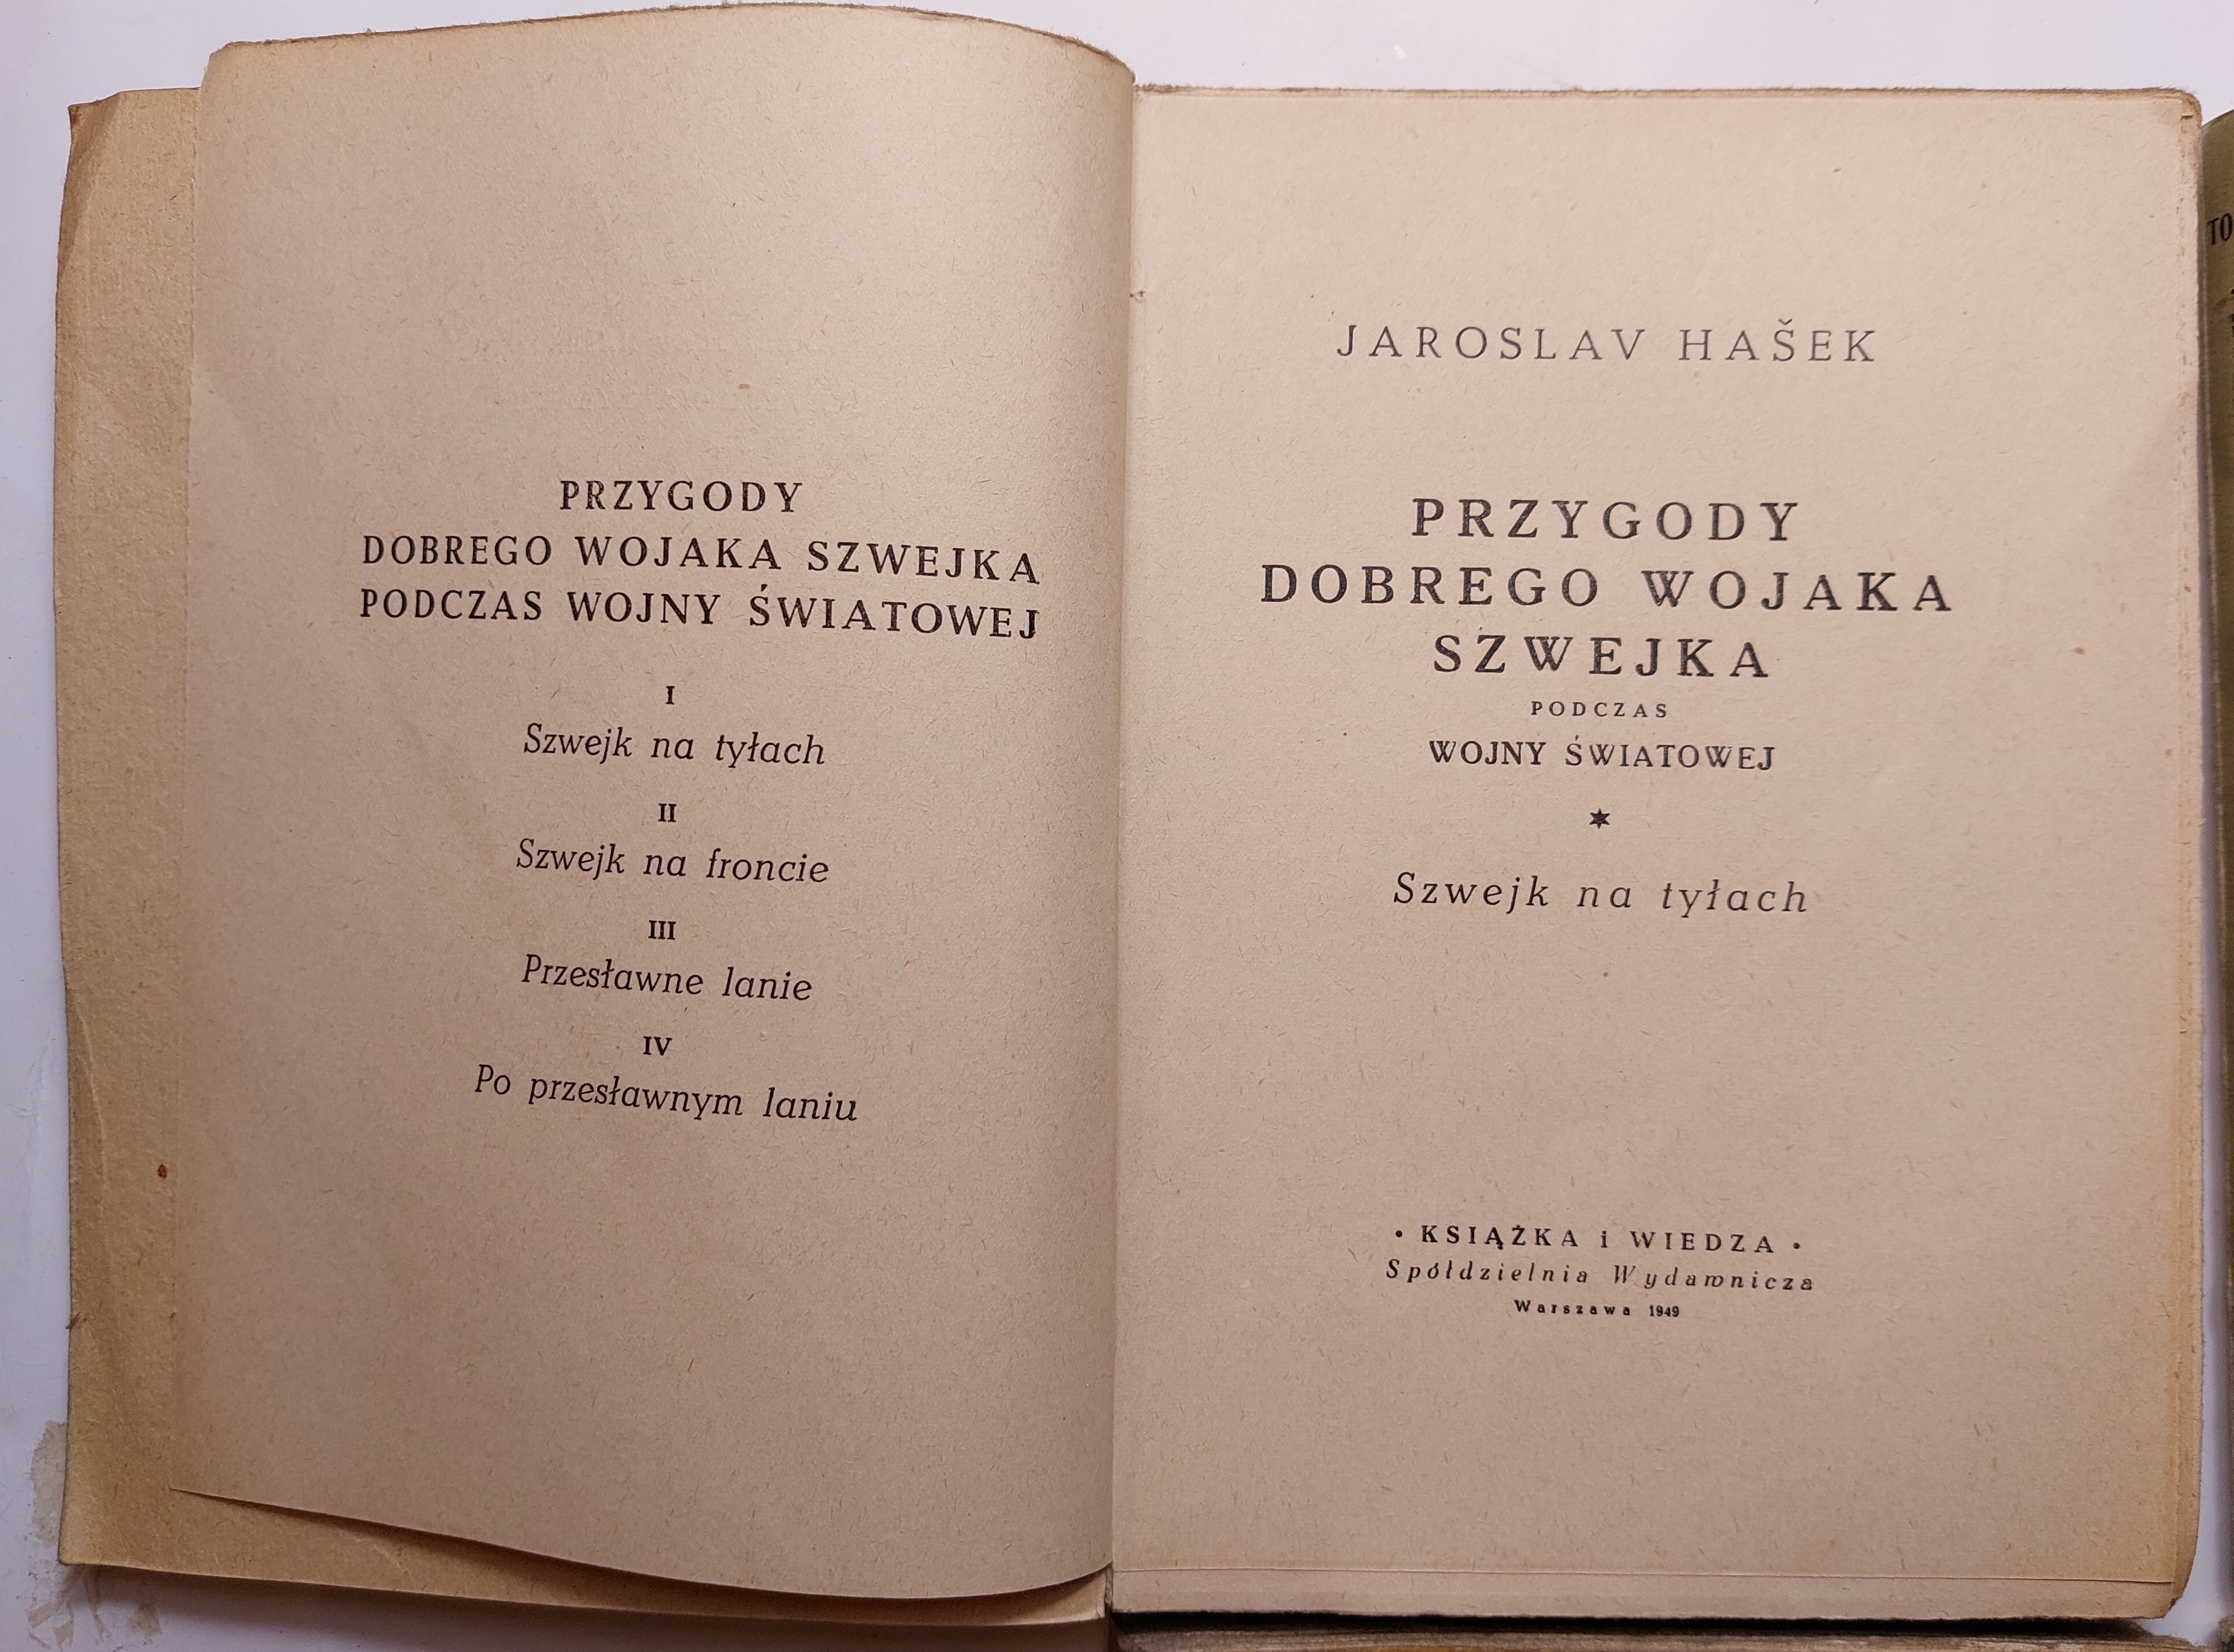 PRZYGODY
DOBREGO WOJAKA SZWEJKA
PODCZAS WOJNY ŚWIATOWEJ
I
Szwejk na tyłach
II
Szwejk na froncie
III
Przesławne lanie
IV
Po przesławnym laniu
JAROSLAV HAŠEK
PRZYGODY
DOBREGO WOJAKA
SZWEJKA
PODCZAS
WOJNY ŚWIATOWEJ
Szwejk na tyłach
• KSIĄŻKA i WIEDZA •
Spółdzielnia Wydawnicza
Warszawa 1949